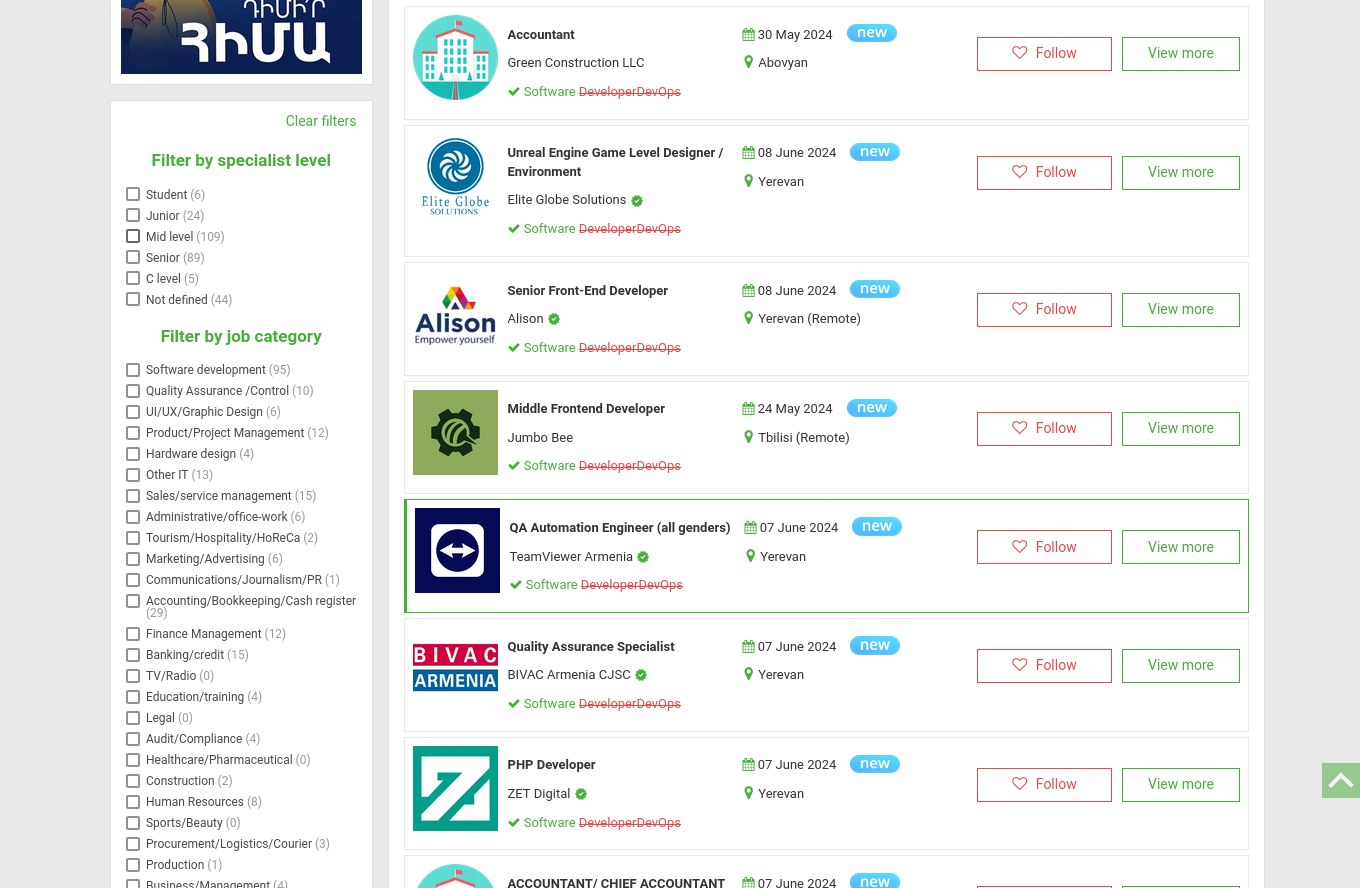 ԴԻՄԻ՛Ր
ՀԻՄԱ
Clear filters
Filter by specialist level
Student (6)
Junior (24)
Mid level (109)
Senior (89)
C level (5)
Not defined (44)
Filter by job category
Software development (95)
Quality Assurance /Control (10)
UI/UX/Graphic Design (6)
Product/Project Management (12)
Hardware design (4)
Other IT (13)
Sales/service management (15)
Administrative/office-work (6)
Tourism/Hospitality/HoReCa (2)
Marketing/Advertising (6)
Communications/Journalism/PR (1)
Accounting/Bookkeeping/Cash register
(29)
Finance Management (12)
Banking/credit (15)
TV/Radio (0)
Education/training (4)
Legal (0)
Audit/Compliance (4)
Healthcare/Pharmaceutical (0)
Construction (2)
Human Resources (8)
Sports/Beauty (0)
Procurement/Logistics/Courier (3)
Production (1)
Business/Management (4)
Accountant 30 May 2024 new
Green Construction LLC Abovyan
Software DeveloperDevOps
Follow View more
Elite Globe
SOLUTIONS
Unreal Engine Game Level Designer / 08 June 2024 new
Environment Yerevan
Elite Globe Solutions
Software DeveloperDevOps
Follow View more
Alison
Empower yourself
Senior Front-End Developer 08 June 2024 new
Alison Yerevan (Remote)
Software DeveloperDevOps
Follow View more
Middle Frontend Developer 24 May 2024 new
Jumbo Bee Tbilisi (Remote)
Software DeveloperDevOps
Follow View more
QA Automation Engineer (all genders) 07 June 2024 new
TeamViewer Armenia Yerevan
Software DeveloperDevOps
Follow View more
BIVAC
ARMENIA
Quality Assurance Specialist 07 June 2024 new
BIVAC Armenia CJSC Yerevan
Software DeveloperDevOps
Follow View more
PHP Developer 07 June 2024 new
ZET Digital Yerevan
Software DeveloperDevOps
Follow View more
ACCOUNTANT/ CHIEF ACCOUNTANT 07 June 2024 new